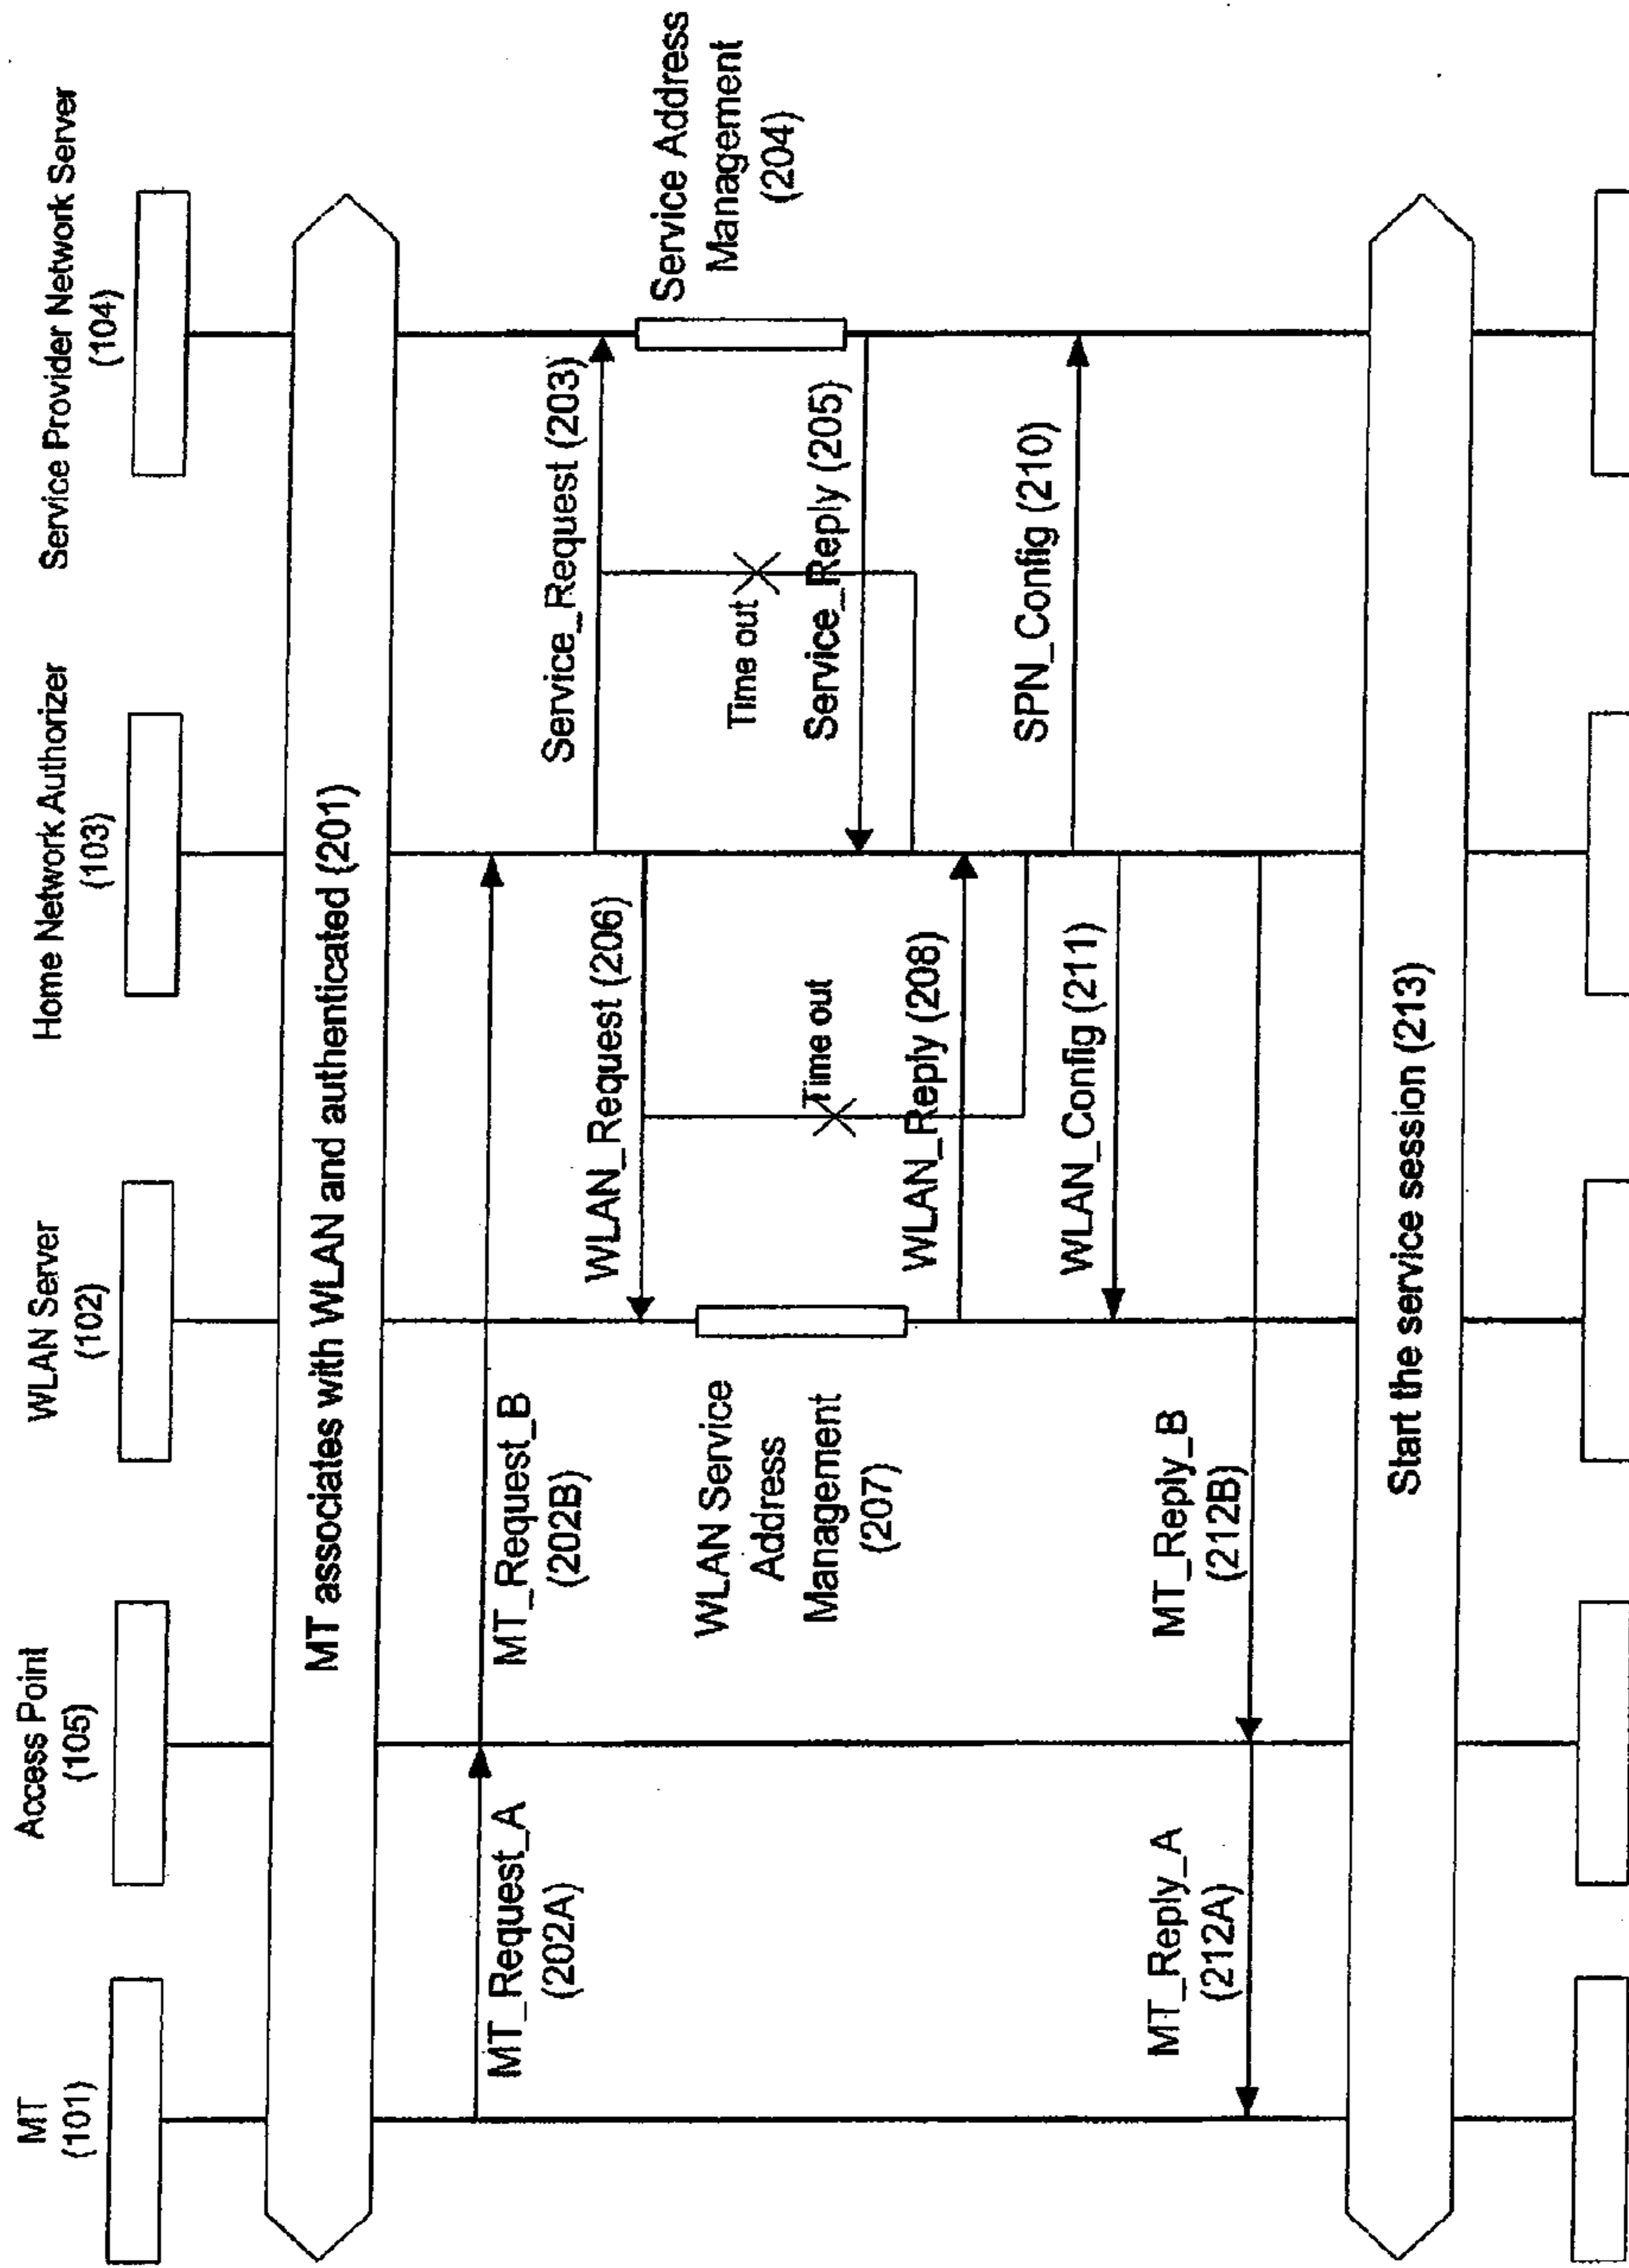 MT
(101)
Access Point
(105)
WLAN Server
(102)
Home Network Authorizer
(103)
Service Provider Network Server
(104)
MT associates with WLAN and authenticated (201)
MT_Request_A
(202A)
MT_Request_B
(202B)
Service_Request (203)
WLAN_Request (206)
Service Address
Management
(204)
Time out
WLAN Service
Address
Management
(207)
Time out
Service_Reply (205)
WLAN_Reply (208)
SPN_Config (210)
WLAN_Config (211)
MT_Reply_B
(212B)
MT_Reply_A
(212A)
Start the service session (213)